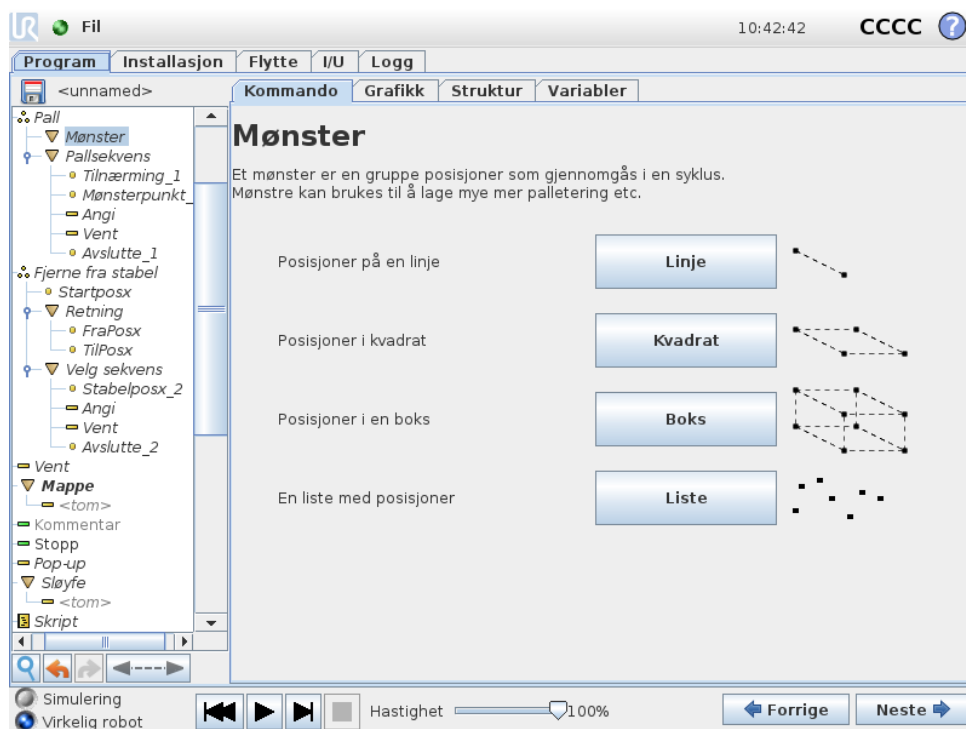 Fil 10:42:42 CCCC ?
Program Installasjon Flytte I/U Logg
<unnamed>
Kommando Grafikk Struktur Variabler
Pall
Mønster
Pallsekvens
Tilnærming_1
Mønsterpunkt_
Angi
Vent
Avslutte_1
Fjerne fra stabel
Startposx
Retning
FraPosx
TilPosx
Velg sekvens
Stabelposx_2
Angi
Vent
Avslutte_2
Vent
Mappe
<tom>
Kommentar
Stopp
Pop-up
Sløyfe
<tom>
Skript
Mønster
Et mønster er en gruppe posisjoner som gjennomgås i en syklus.
Mønstre kan brukes til å lage mye mer palletering etc.
Posisjoner på en linje Linje
Posisjoner i kvadrat Kvadrat
Posisjoner i en boks Boks
En liste med posisjoner Liste
Simulering
Virkelig robot
Hastighet 100%
Forrige Neste